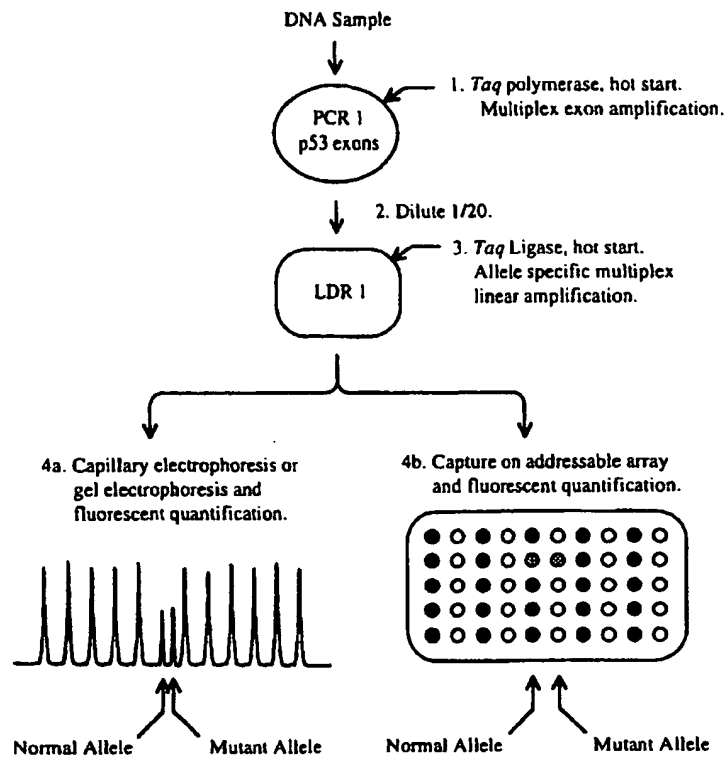 DNA Sample
PCR 1
p53 exons
1. Taq polymerase, hot start.
Multiplex exon amplification.
2. Dilute 1/20.
LDR 1
3. Taq Ligase, hot start.
Allele specific multiplex
linear amplification.
4a. Capillary electrophoresis or
gel electrophoresis and
fluorescent quantification.
4b. Capture on addressable array
and fluorescent quantification.
Normal Allele
Mutant Allele
Normal Allele
Mutant Allele